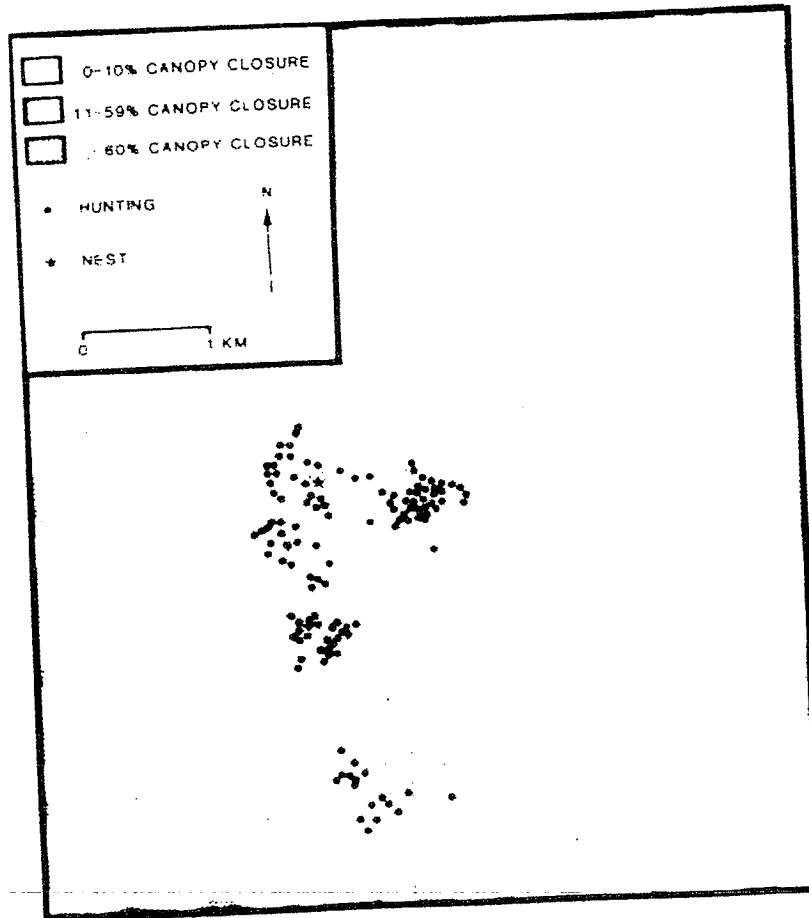 0-10% CANOPY CLOSURE
11-59% CANOPY CLOSURE
60% CANOPY CLOSURE
HUNTING
NEST
N
0 1 KM